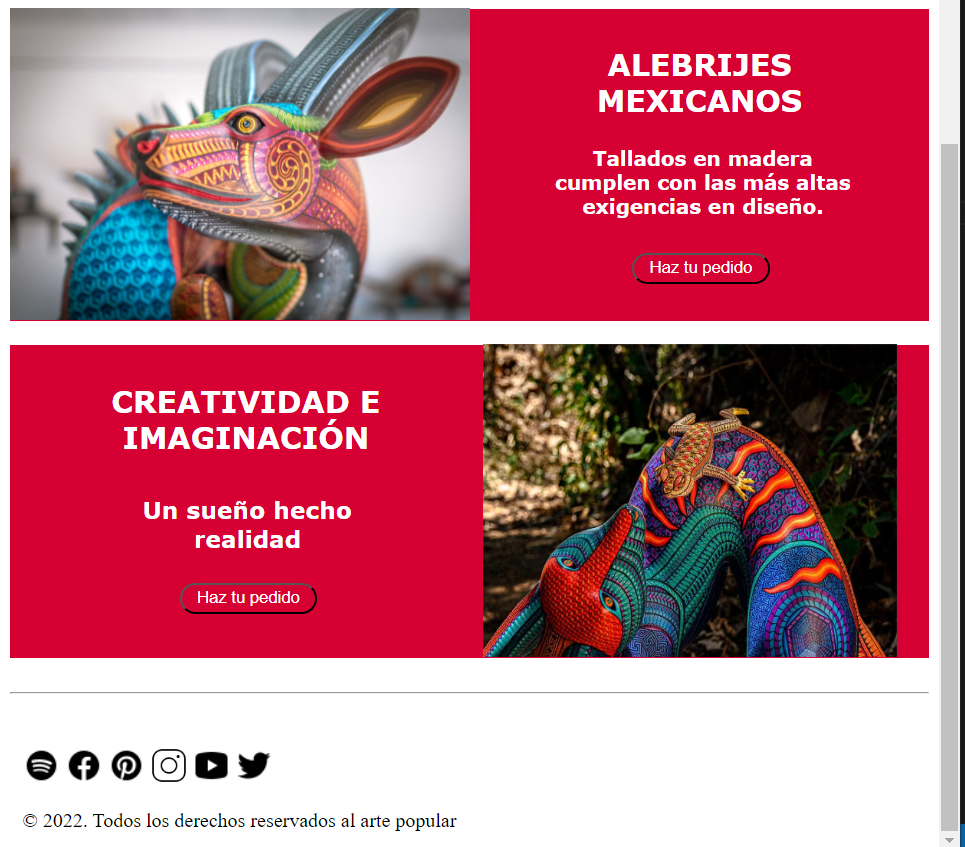 ALEBRIJES
MEXICANOS
Tallados en madera
cumplen con las más altas
exigencias en diseño.
Haz tu pedido
CREATIVIDAD E
IMAGINACIÓN
Un sueño hecho
realidad
Haz tu pedido
© 2022. Todos los derechos reservados al arte popular